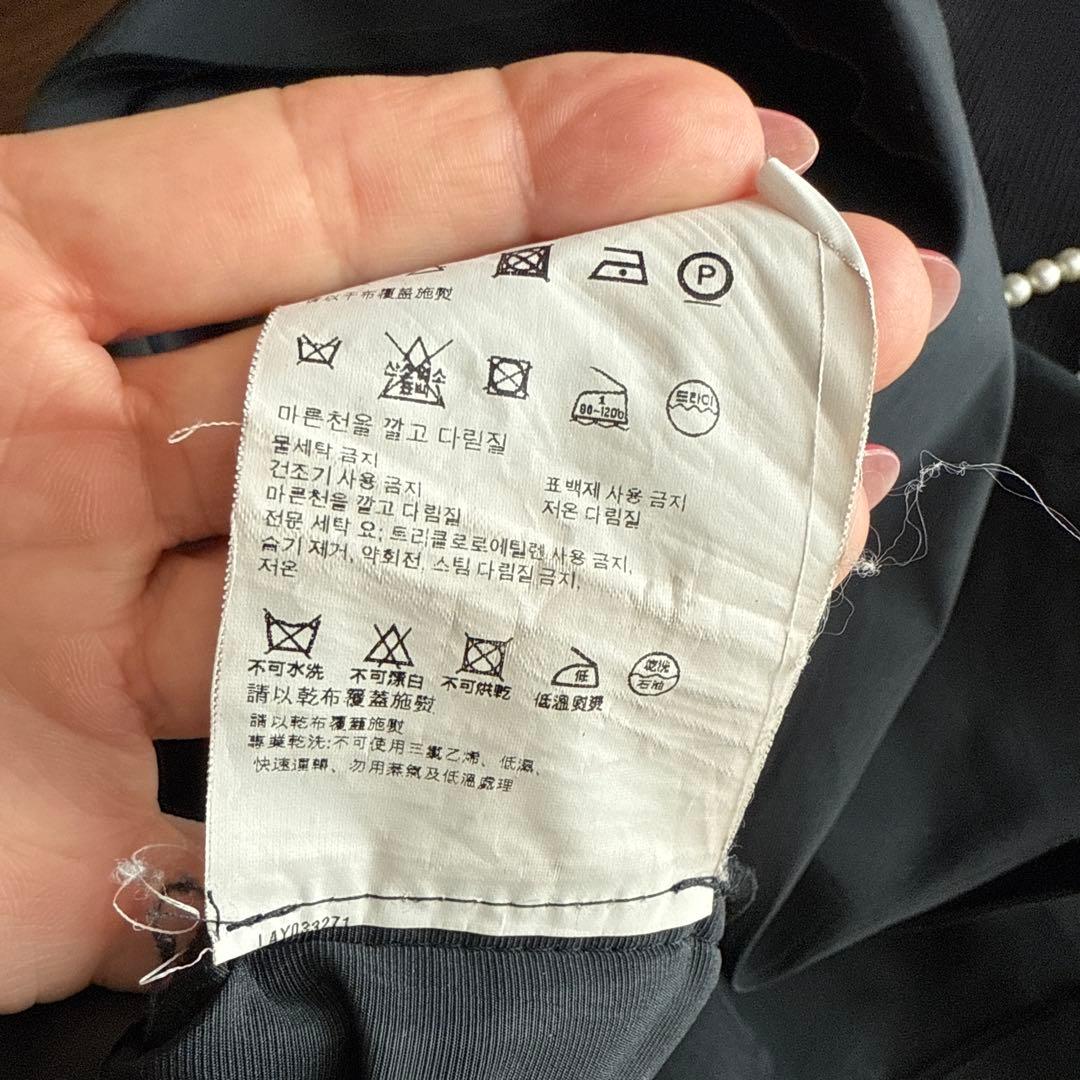 請以干布覆蓋施熨
P
산소염소
표백
1
80~120b
드라이
마른천을 깔고 다림질
물세탁 금지
건조기 사용 금지
표백제 사용 금지
마른천을 깔고 다림질
저온 다림질
전문 세탁 요; 트리클로로에틸렌 사용 금지,
습기 제거, 약회전, 스팀 다림질 금지,
저온
低
乾洗
石油
不可水洗
不可漂白
不可烘乾
低溫熨燙
請以乾布覆蓋施熨
請以乾布覆蓋施熨
專業乾洗:不可使用三氯乙烯、低濕、
快速運轉、勿用蒸氣及低溫處理
LAY033271